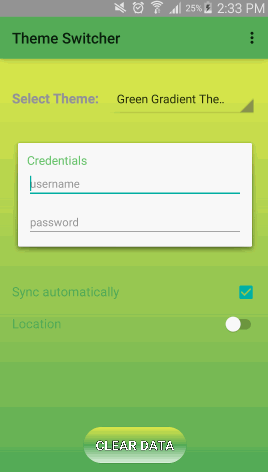 25% 2:33 PM
Theme Switcher
Select Theme: Green Gradient The..
Credentials
username
password
Sync automatically
Location
CLEAR DATA